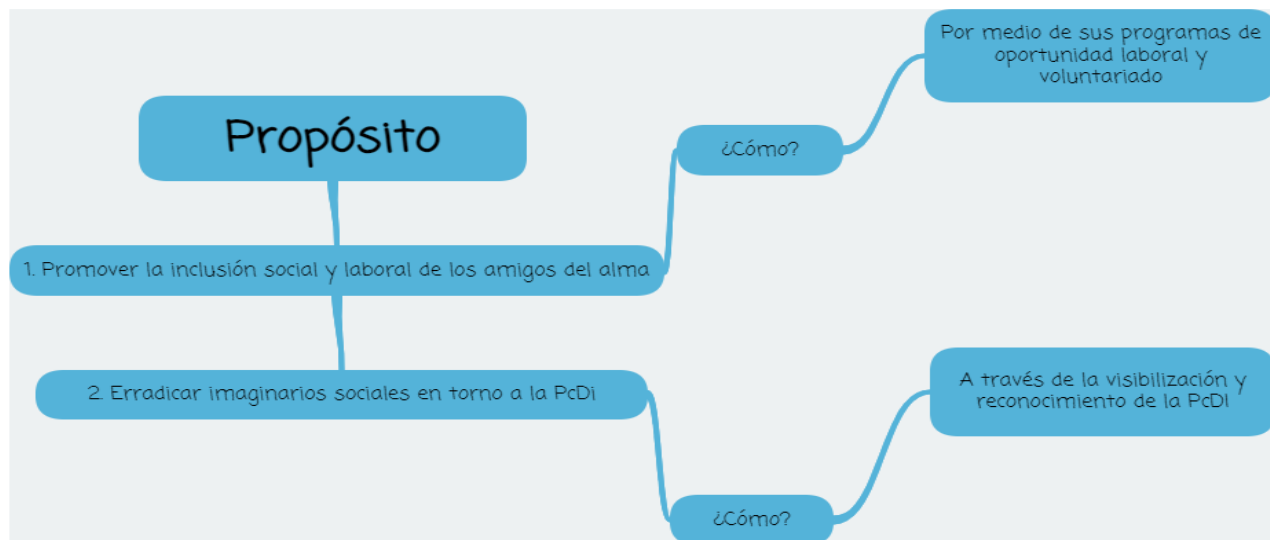 Propósito
1. Promover la inclusión social y laboral de los amigos del alma
¿Cómo?
Por medio de sus programas de
oportunidad laboral y
voluntariado
2. Erradicar imaginarios sociales en torno a la PcDi
¿Cómo?
A través de la visibilización y
reconocimiento de la PcDI